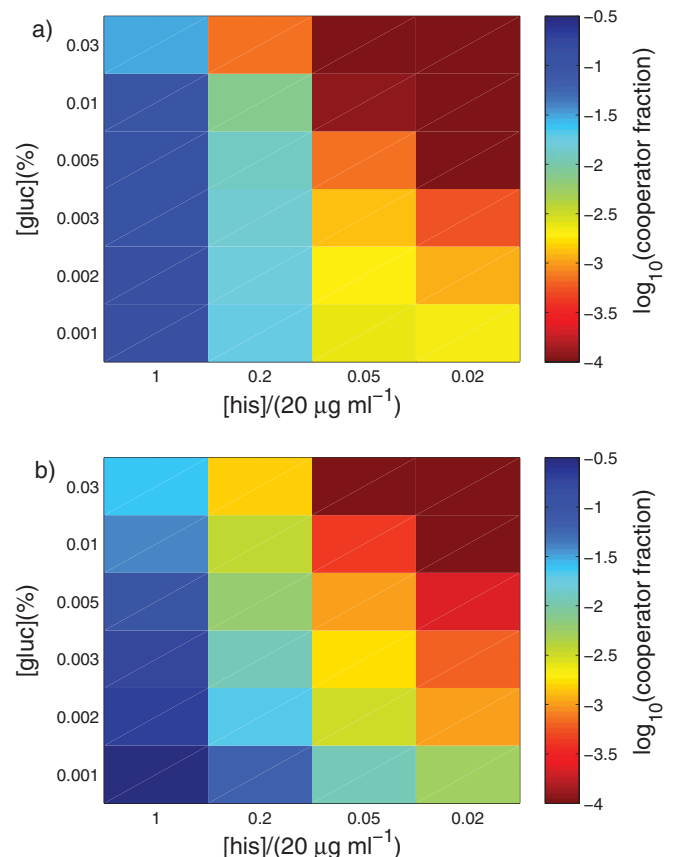 a)
[gluc](%)
0.03
0.01
0.005
0.003
0.002
0.001
1 0.2 0.05 0.02
[his]/(20 μg ml⁻¹)
−0.5
−1
−1.5
−2
−2.5
−3
−3.5
−4
log₁₀(cooperator fraction)
b)
[gluc](%)
0.03
0.01
0.005
0.003
0.002
0.001
1 0.2 0.05 0.02
[his]/(20 μg ml⁻¹)
−0.5
−1
−1.5
−2
−2.5
−3
−3.5
−4
log₁₀(cooperator fraction)